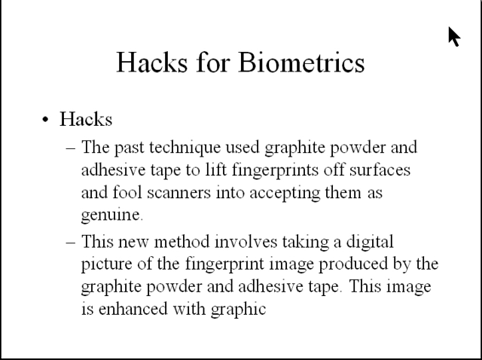 Hacks for Biometrics
• Hacks
– The past technique used graphite powder and
adhesive tape to lift fingerprints off surfaces
and fool scanners into accepting them as
genuine.
– This new method involves taking a digital
picture of the fingerprint image produced by the
graphite powder and adhesive tape. This image
is enhanced with graphic